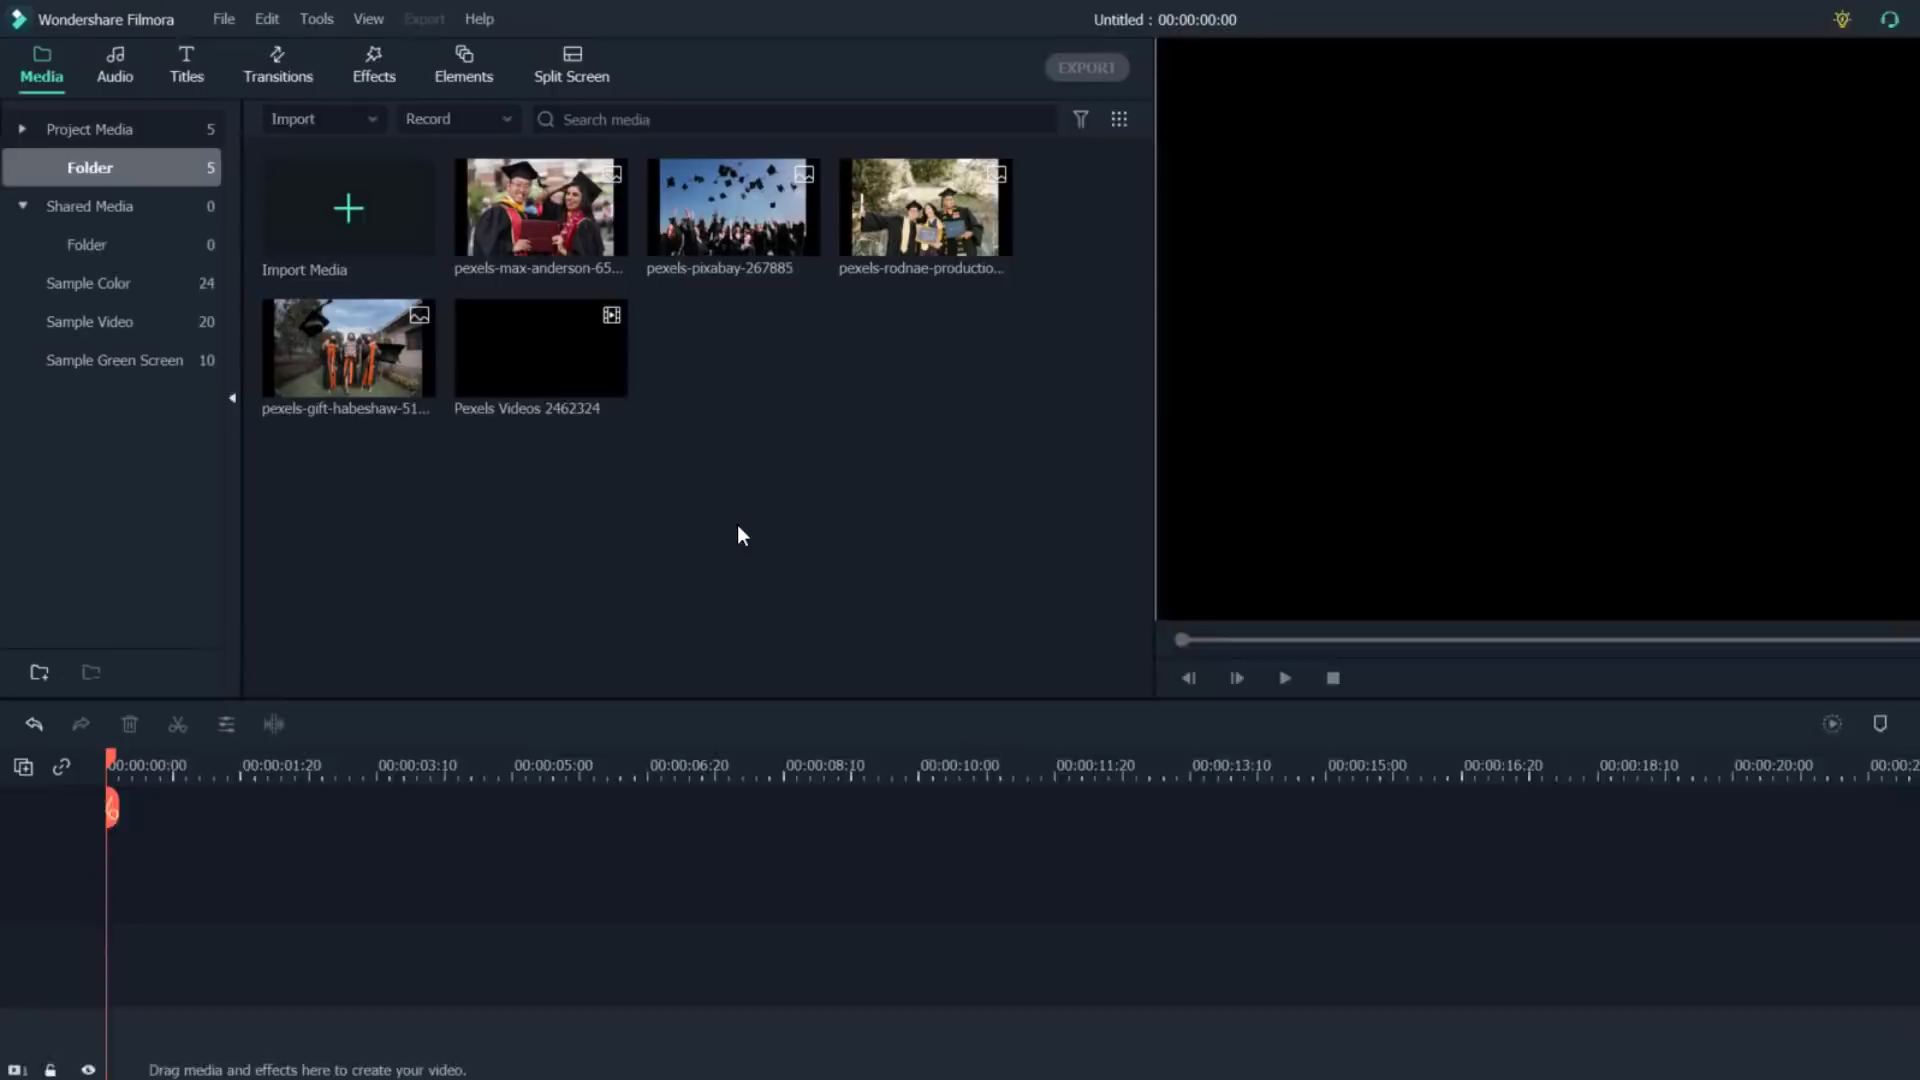 Wondershare Filmora File Edit Tools View Export Help Untitled : 00:00:00:00
Media Audio Titles Transitions Effects Elements Split Screen EXPORT
Project Media 5
Folder 5
Shared Media 0
Folder 0
Sample Color 24
Sample Video 20
Sample Green Screen 10
Import Record Search media
Import Media pexels-max-anderson-65... pexels-pixabay-267885 pexels-rodnae-productio...
pexels-gift-habeshaw-51... Pexels Videos 2462324
00:00:00:00 00:00:01:20 00:00:03:10 00:00:05:00 00:00:06:20 00:00:08:10 00:00:10:00 00:00:11:20 00:00:13:10 00:00:15:00 00:00:16:20 00:00:18:10 00:00:20:00 00:00:2
1 Drag media and effects here to create your video.